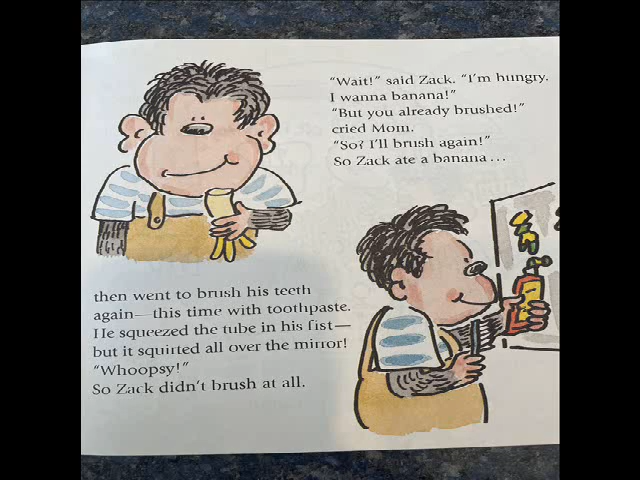 "Wait!" said Zack. "I'm hungry.
I wanna banana!"
"But you already brushed!"
cried Mom.
"So? I'll brush again!"
So Zack ate a banana...
then went to brush his teeth
again—this time with toothpaste.
He squeezed the tube in his fist—
but it squirted all over the mirror!
"Whoopsy!"
So Zack didn't brush at all.